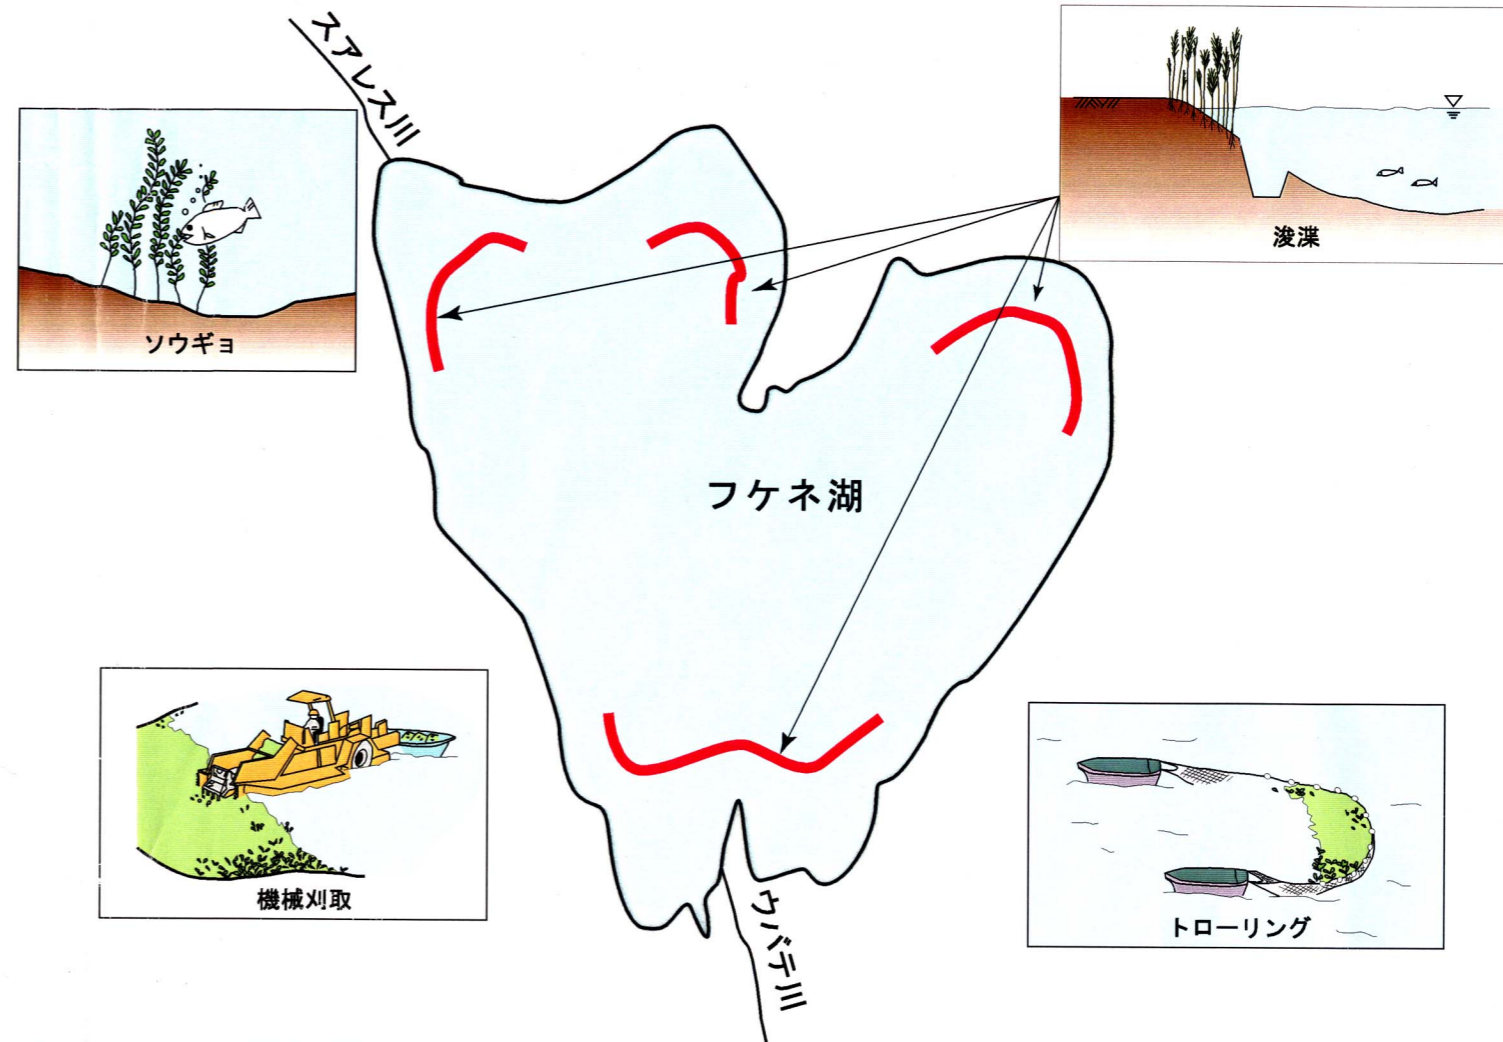 スアレス川
浚渫
ソウギョ
フケネ湖
機械刈取
トローリング
ウバテ川